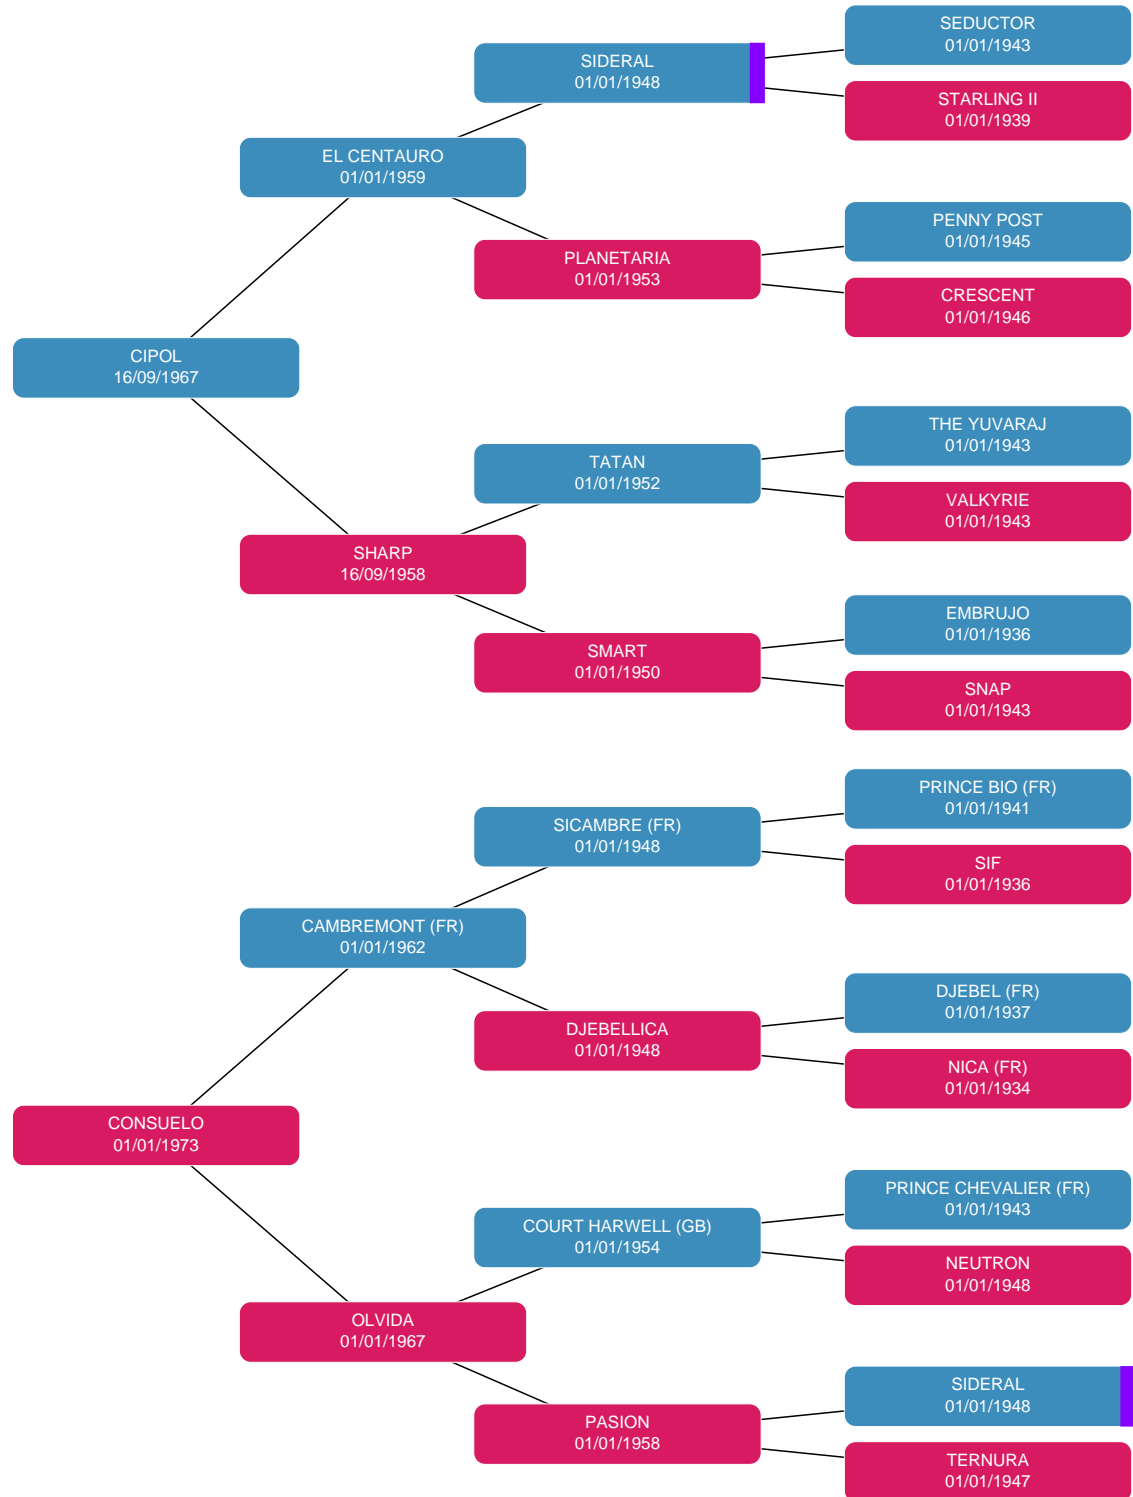 SEDUCTOR
01/01/1943
SIDERAL
01/01/1948
STARLING II
01/01/1939
EL CENTAURO
01/01/1959
PENNY POST
01/01/1945
PLANETARIA
01/01/1953
CRESCENT
01/01/1946
CIPOL
16/09/1967
THE YUVARAJ
01/01/1943
TATAN
01/01/1952
VALKYRIE
01/01/1943
SHARP
16/09/1958
EMBRUJO
01/01/1936
SMART
01/01/1950
SNAP
01/01/1943
PRINCE BIO (FR)
01/01/1941
SICAMBRE (FR)
01/01/1948
SIF
01/01/1936
CAMBREMONT (FR)
01/01/1962
DJEBEL (FR)
01/01/1937
DJEBELLICA
01/01/1948
NICA (FR)
01/01/1934
CONSUELO
01/01/1973
PRINCE CHEVALIER (FR)
01/01/1943
COURT HARWELL (GB)
01/01/1954
NEUTRON
01/01/1948
OLVIDA
01/01/1967
SIDERAL
01/01/1948
PASION
01/01/1958
TERNURA
01/01/1947